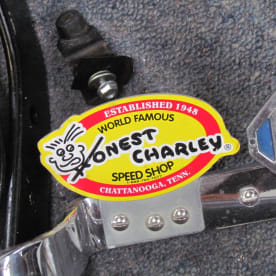 ESTABLISHED 1948
WORLD FAMOUS
HONEST CHARLEY®
SPEED SHOP
CHATTANOOGA, TENN.